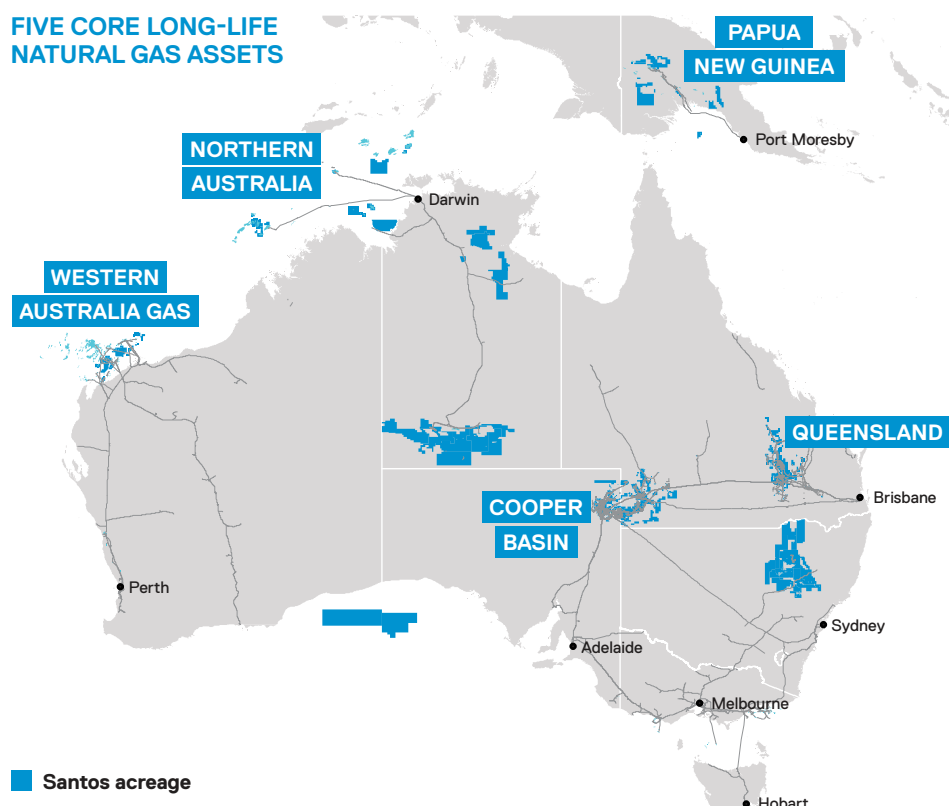 FIVE CORE LONG-LIFE
NATURAL GAS ASSETS
PAPUA
NEW GUINEA
Port Moresby
NORTHERN
AUSTRALIA
Darwin
WESTERN
AUSTRALIA GAS
QUEENSLAND
COOPER
BASIN
Brisbane
Perth
Sydney
Adelaide
Melbourne
Santos acreage
Hobart